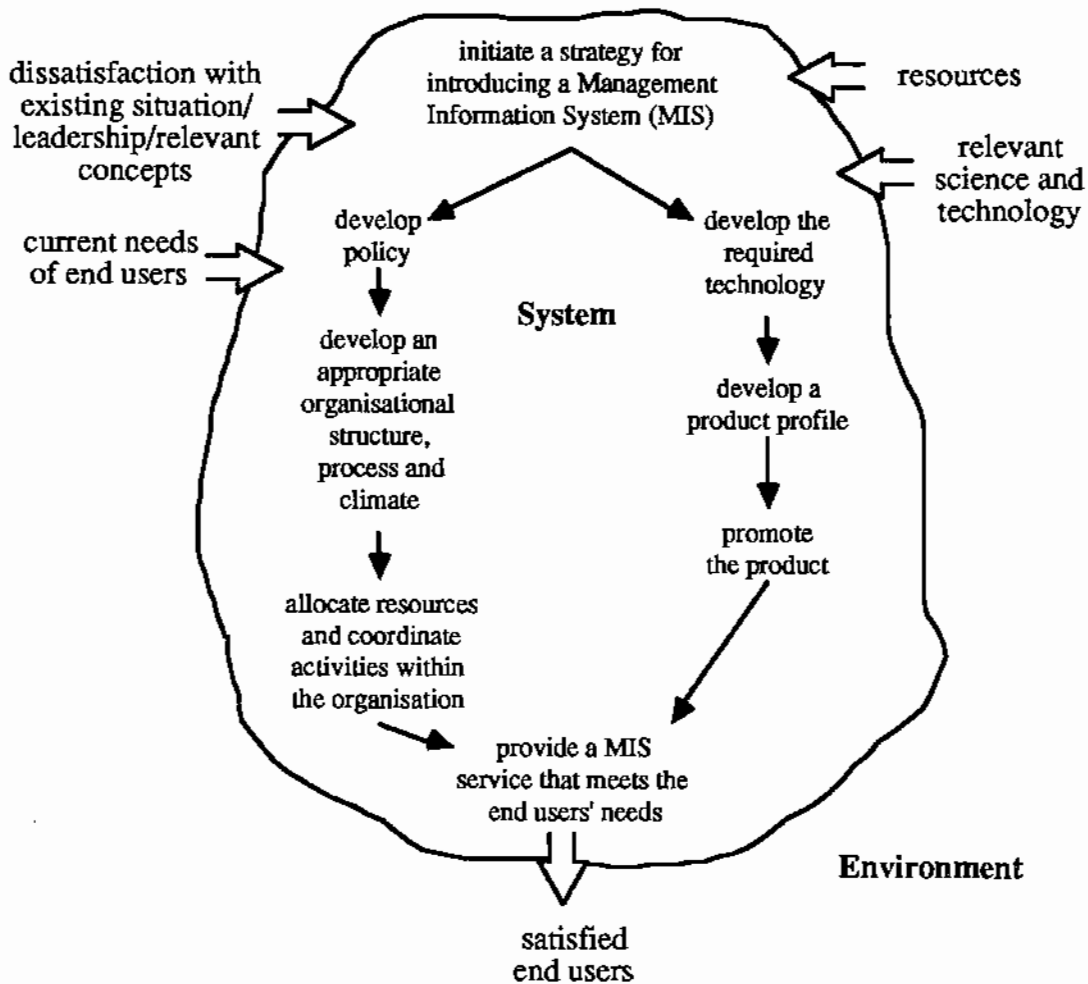 initiate a strategy for
introducing a Management
Information System (MIS)
dissatisfaction with
existing situation/
leadership/relevant
concepts
resources
relevant
science and
technology
current needs
of end users
develop
policy
develop the
required
technology
System
develop an
appropriate
organisational
structure,
process and
climate
develop a
product profile
promote
the product
allocate resources
and coordinate
activities within
the organisation
provide a MIS
service that meets the
end users' needs
Environment
satisfied
end users